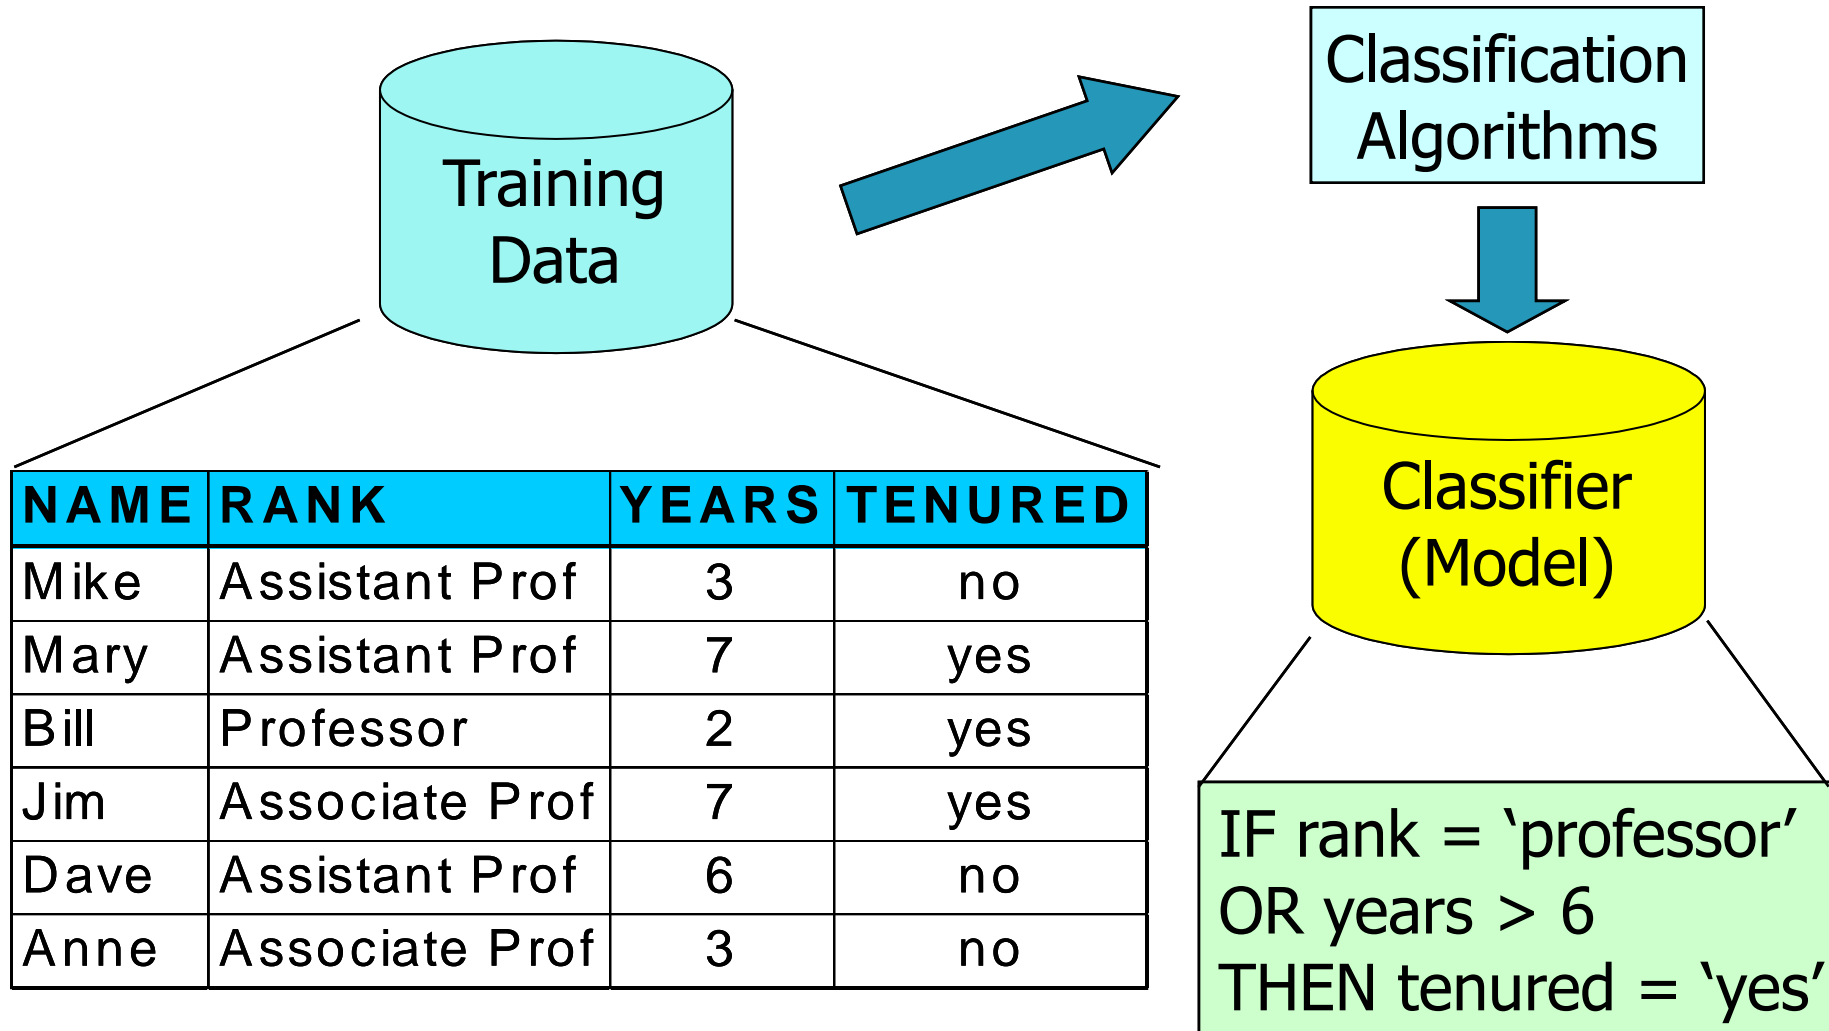 Training
Data
Classification
Algorithms
Classifier
(Model)
NAME RANK YEARS TENURED
Mike Assistant Prof 3 no
Mary Assistant Prof 7 yes
Bill Professor 2 yes
Jim Associate Prof 7 yes
Dave Assistant Prof 6 no
Anne Associate Prof 3 no
IF rank = ‘professor’
OR years > 6
THEN tenured = ‘yes’